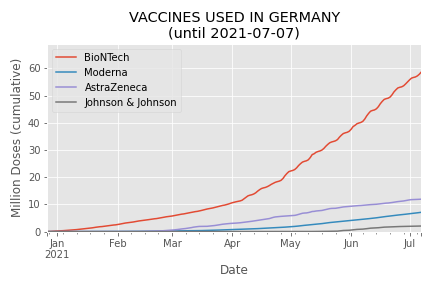 VACCINES USED IN GERMANY
(until 2021-07-07)
BioNTech
Moderna
AstraZeneca
Johnson & Johnson
Million Doses (cumulative)
60
50
40
30
20
10
0
Jan Feb Mar Apr May Jun Jul
2021
Date